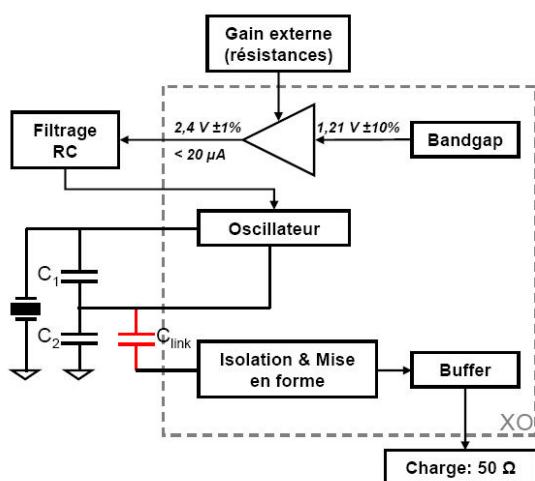 Gain externe
(résistances)
Filtrage
RC
2,4 V ±1%
< 20 µA
1,21 V ±10%
Bandgap
Oscillateur
C1
C2
Clink
Isolation & Mise
en forme
Buffer
XO
Charge: 50 Ω